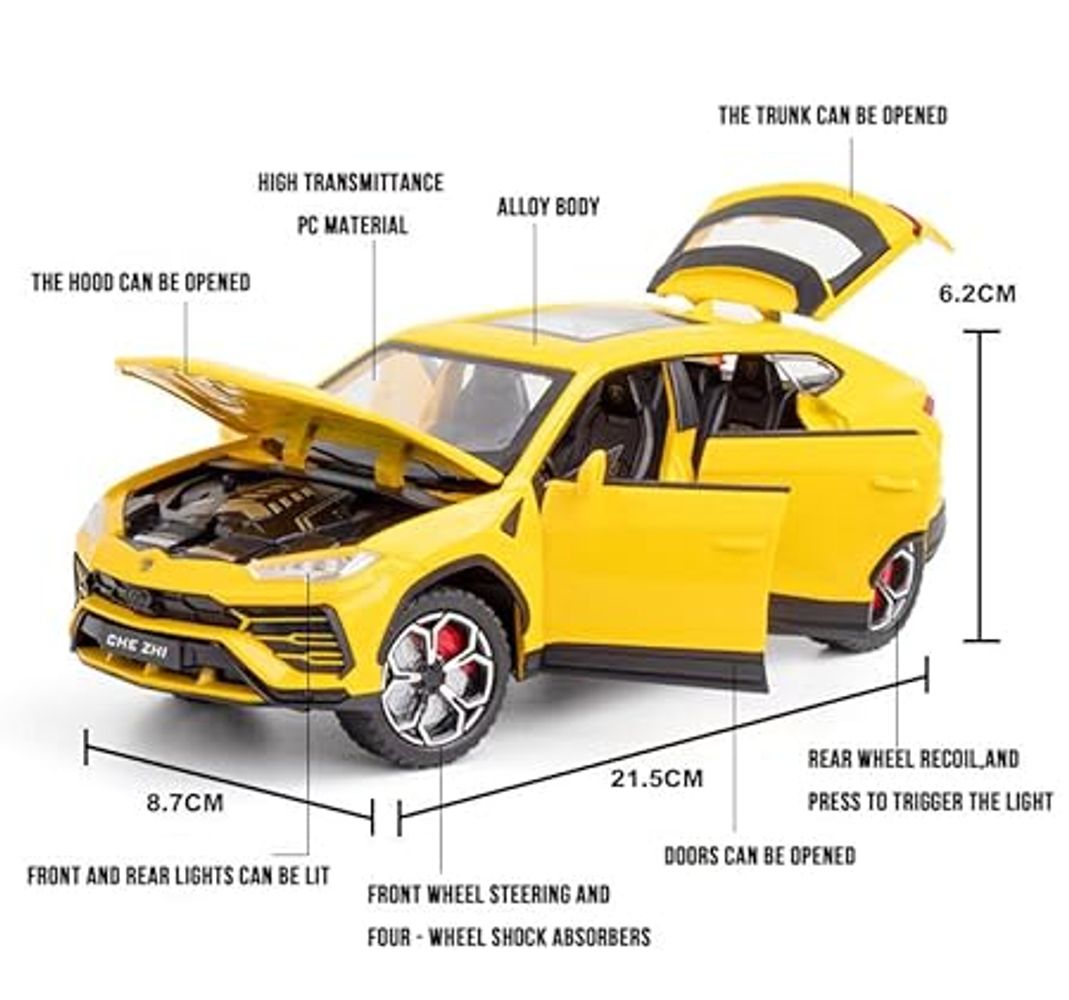 THE TRUNK CAN BE OPENED
HIGH TRANSMITTANCE
PC MATERIAL
ALLOY BODY
THE HOOD CAN BE OPENED
6.2CM
CHE ZHI
8.7CM
21.5CM
REAR WHEEL RECOIL,AND
PRESS TO TRIGGER THE LIGHT
DOORS CAN BE OPENED
FRONT AND REAR LIGHTS CAN BE LIT
FRONT WHEEL STEERING AND
FOUR - WHEEL SHOCK ABSORBERS